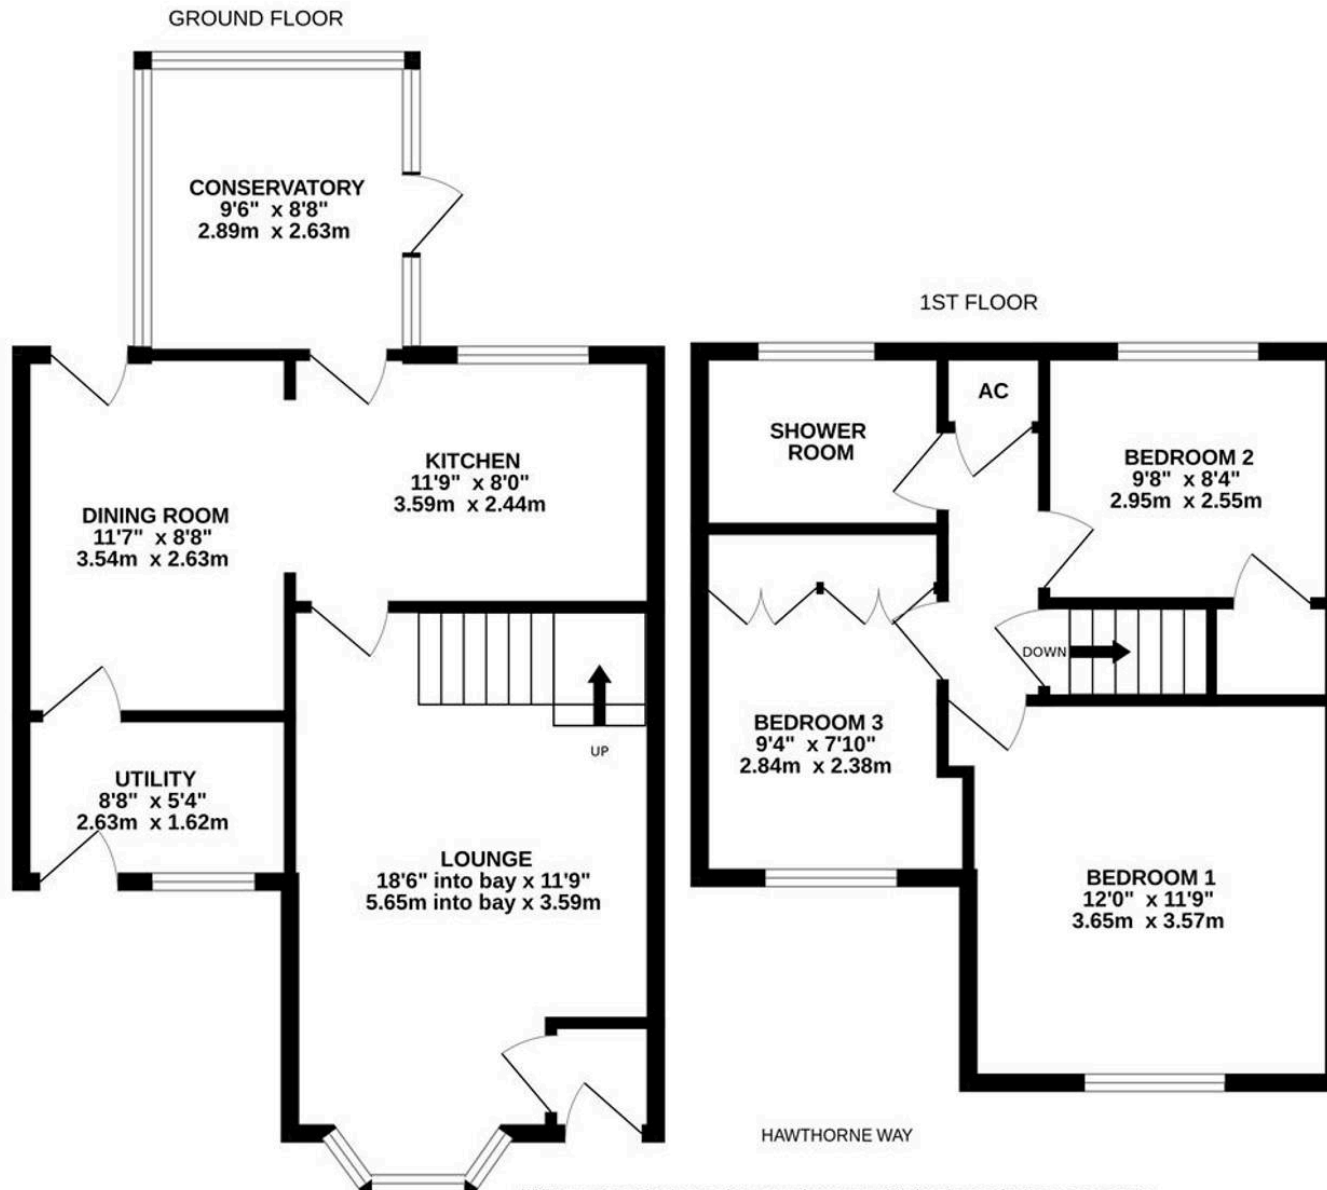 GROUND FLOOR
CONSERVATORY
9'6" x 8'8"
2.89m x 2.63m
KITCHEN
11'9" x 8'0"
3.59m x 2.44m
DINING ROOM
11'7" x 8'8"
3.54m x 2.63m
UP
UTILITY
8'8" x 5'4"
2.63m x 1.62m
LOUNGE
18'6" into bay x 11'9"
5.65m into bay x 3.59m
1ST FLOOR
AC
SHOWER
ROOM
BEDROOM 2
9'8" x 8'4"
2.95m x 2.55m
DOWN
BEDROOM 3
9'4" x 7'10"
2.84m x 2.38m
BEDROOM 1
12'0" x 11'9"
3.65m x 3.57m
HAWTHORNE WAY